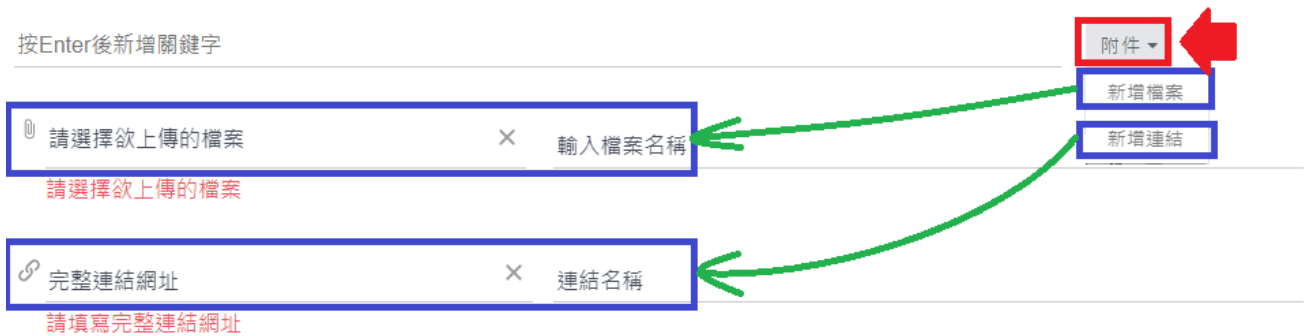 按Enter後新增關鍵字
附件
新增檔案
新增連結
請選擇欲上傳的檔案
輸入檔案名稱
請選擇欲上傳的檔案
完整連結網址
連結名稱
請填寫完整連結網址